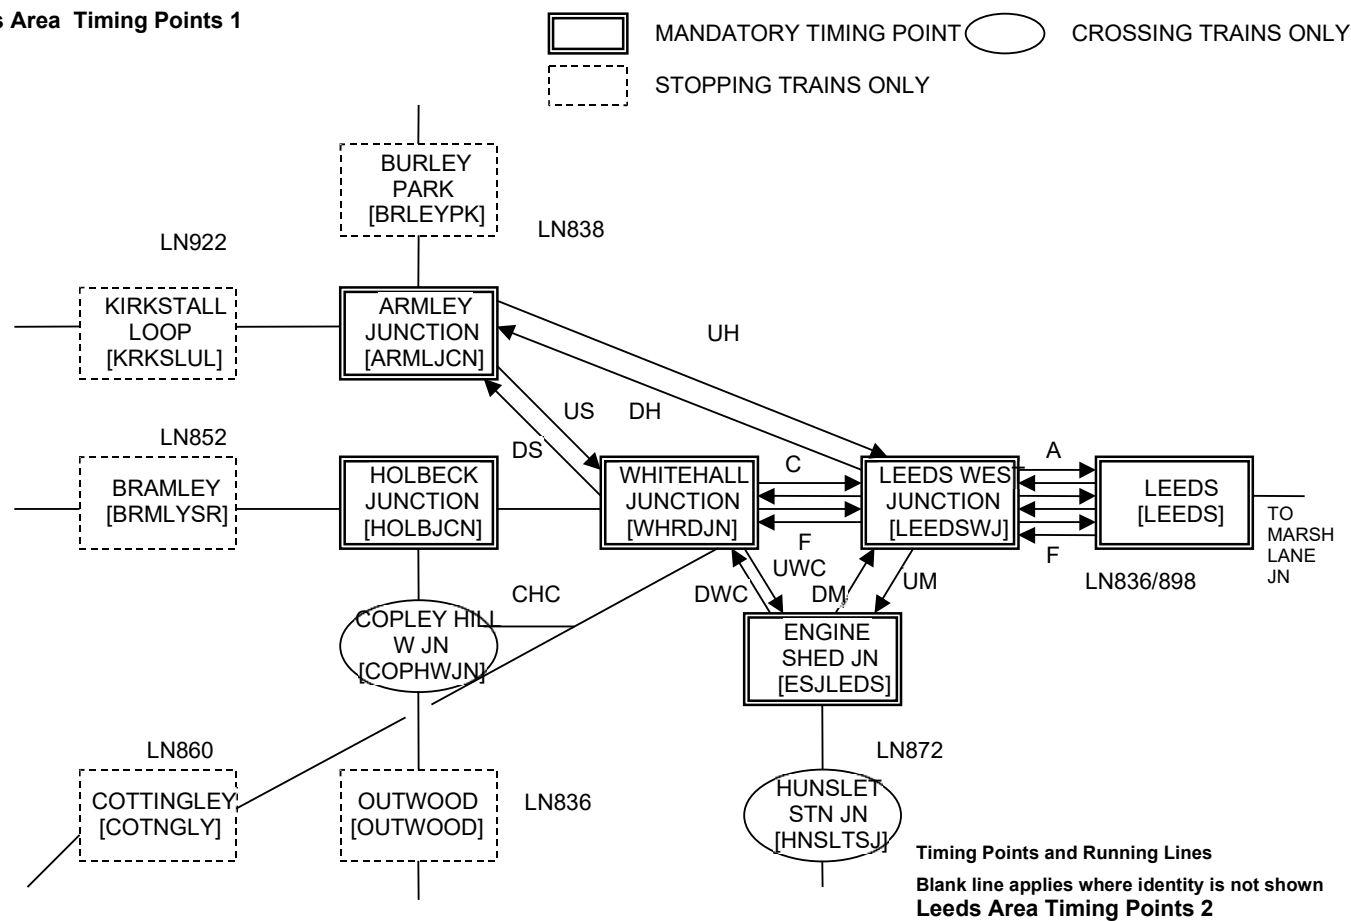 s Area Timing Points 1
MANDATORY TIMING POINT
CROSSING TRAINS ONLY
STOPPING TRAINS ONLY
BURLEY
PARK
[BRLEYPK]
LN838
LN922
KIRKSTALL
LOOP
[KRKSLUL]
ARMLEY
JUNCTION
[ARMLJCN]
UH
US
DH
DS
LN852
BRAMLEY
[BRMLYSR]
HOLBECK
JUNCTION
[HOLBJCN]
WHITEHALL
JUNCTION
[WHRDJN]
C
F
LEEDS WEST
JUNCTION
[LEEDSWJ]
A
F
LEEDS
[LEEDS]
TO
MARSH
LANE
JN
LN836/898
UWC
DWC
DM
UM
CHC
COPLEY HILL
W JN
[COPHWJN]
ENGINE
SHED JN
[ESJLEDS]
LN860
COTTINGLEY
[COTNGLY]
OUTWOOD
[OUTWOOD]
LN836
LN872
HUNSLET
STN JN
[HNSLTSJ]
Timing Points and Running Lines
Blank line applies where identity is not shown
Leeds Area Timing Points 2